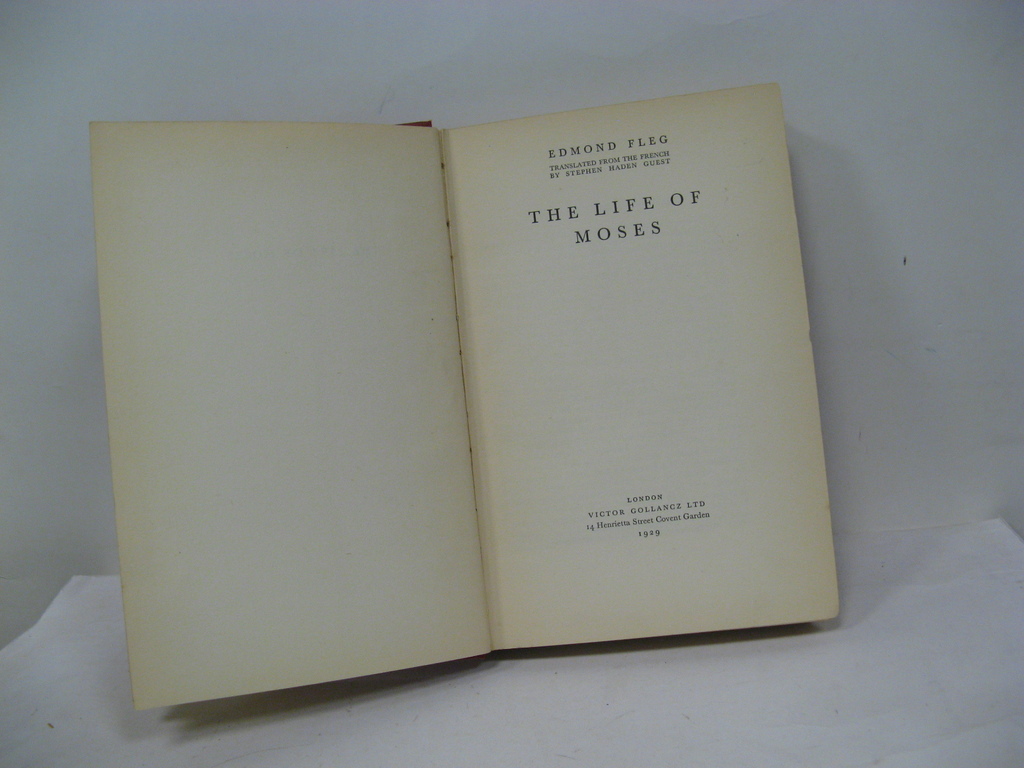 EDMOND FLEG
TRANSLATED FROM THE FRENCH
BY STEPHEN HADEN GUEST
THE LIFE OF
MOSES
LONDON
VICTOR GOLLANCZ LTD
14 Henrietta Street Covent Garden
1929